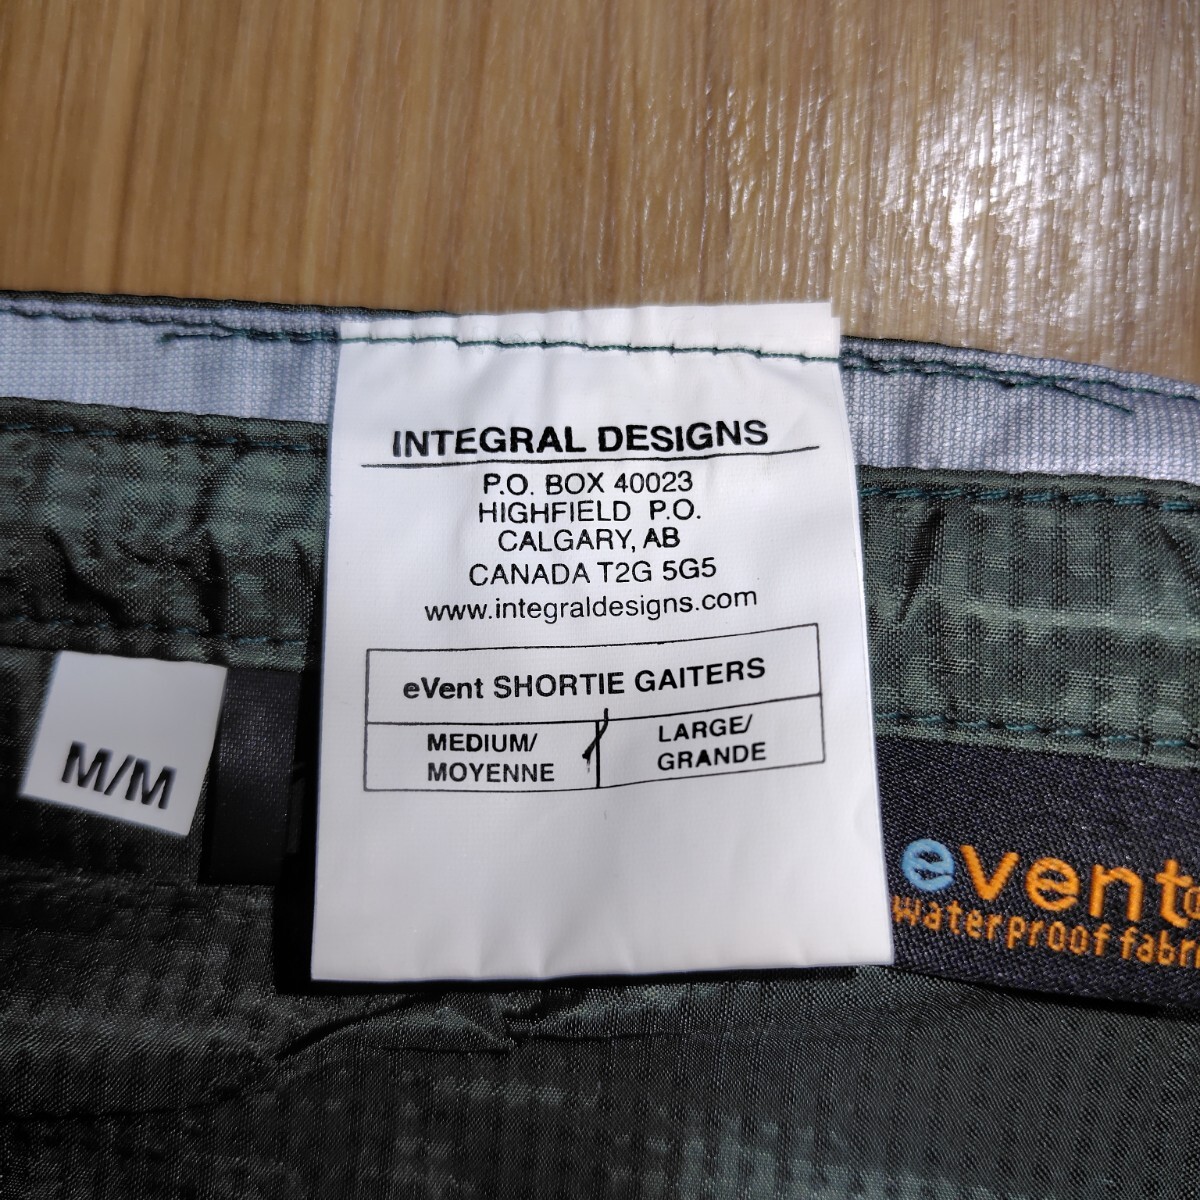 INTEGRAL DESIGNS
P.O. BOX 40023
HIGHFIELD P.O.
CALGARY, AB
CANADA T2G 5G5
www.integraldesigns.com
eVent SHORTIE GAITERS
MEDIUM/
MOYENNE
LARGE/
GRANDE
M/M
event
waterproof fabri